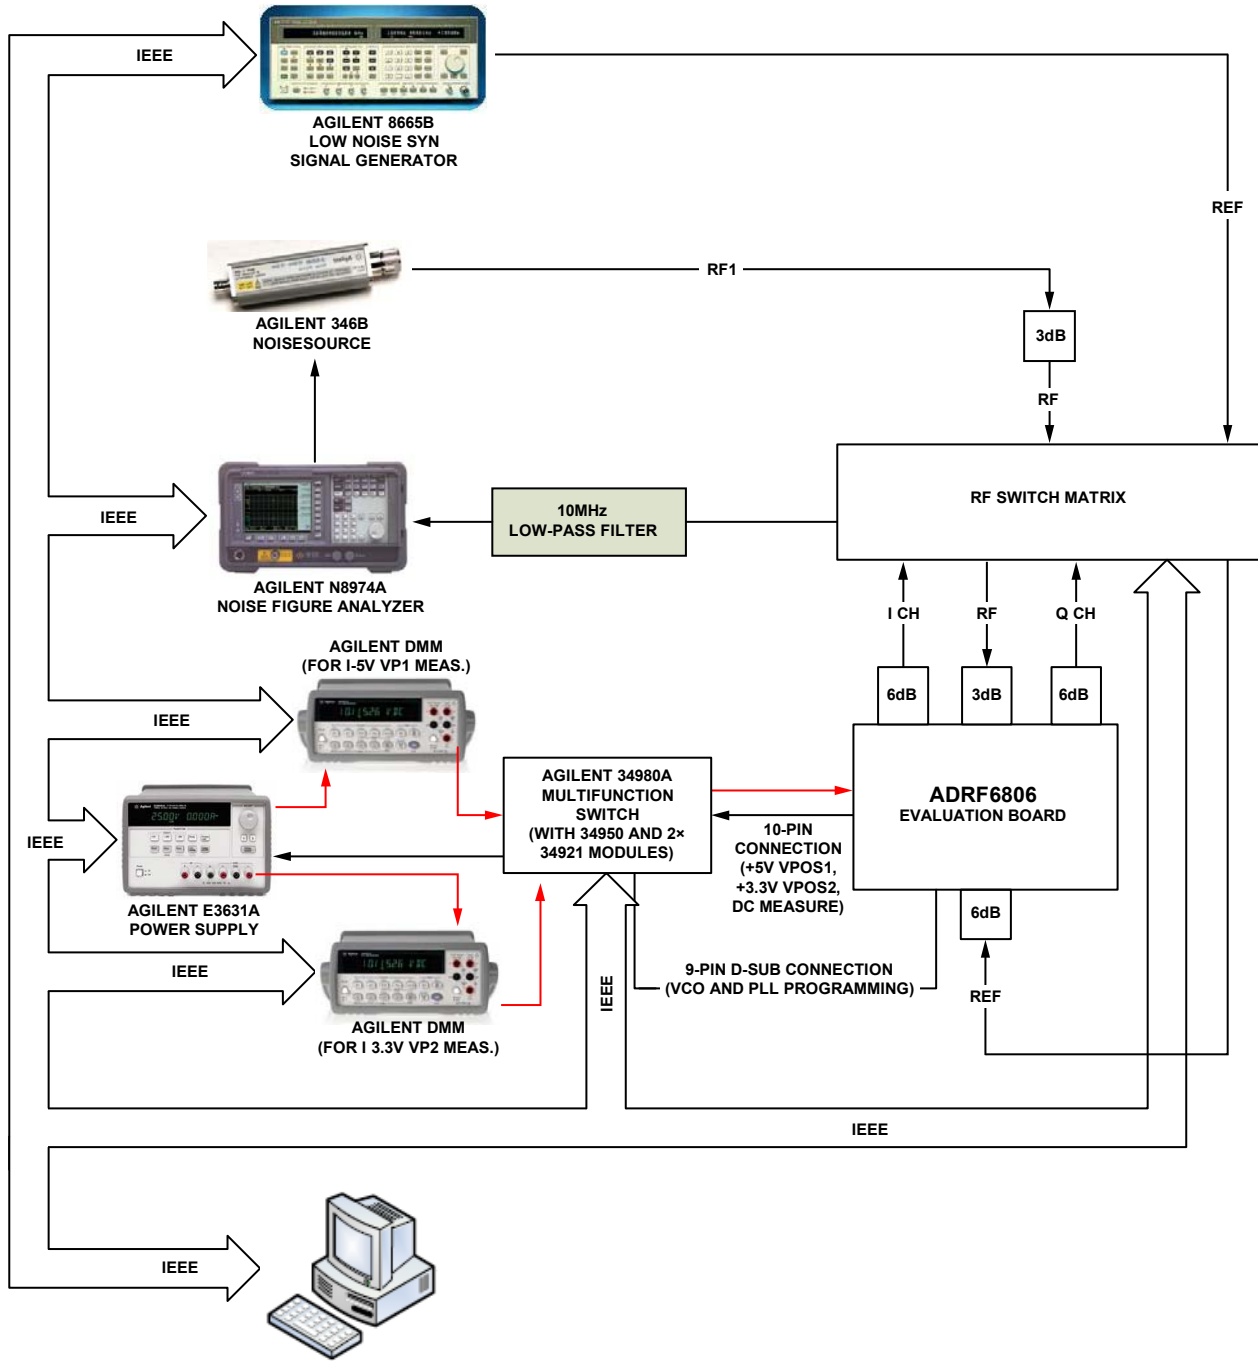 IEEE
AGILENT 8665B
LOW NOISE SYN
SIGNAL GENERATOR
REF
RF1
AGILENT 346B
NOISESOURCE
3dB
RF
RF SWITCH MATRIX
10MHz
LOW-PASS FILTER
IEEE
AGILENT N8974A
NOISE FIGURE ANALYZER
I CH
RF
Q CH
AGILENT DMM
(FOR I-5V VP1 MEAS.)
6dB
3dB
6dB
IEEE
AGILENT 34980A
MULTIFUNCTION
SWITCH
(WITH 34950 AND 2×
34921 MODULES)
ADRF6806
EVALUATION BOARD
10-PIN
CONNECTION
(+5V VPOS1,
+3.3V VPOS2,
DC MEASURE)
IEEE
AGILENT E3631A
POWER SUPPLY
6dB
IEEE
9-PIN D-SUB CONNECTION
(VCO AND PLL PROGRAMMING)
REF
IEEE
AGILENT DMM
(FOR I 3.3V VP2 MEAS.)
IEEE
IEEE